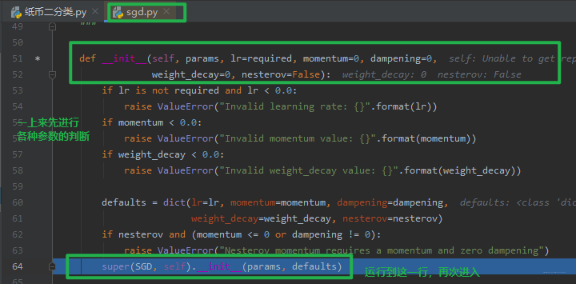 纸币二分类.py × sgd.py ×
49 """
50
51 * def __init__(self, params, lr=required, momentum=0, dampening=0, self: Unable to get rep
52 weight_decay=0, nesterov=False): weight_decay: 0 nesterov: False
53 if lr is not required and lr < 0.0:
54 raise ValueError("Invalid learning rate: {}".format(lr))
55 if momentum < 0.0:
一上来先进行
56 raise ValueError("Invalid momentum value: {}".format(momentum))
各种参数的判断
57 if weight_decay < 0.0:
58 raise ValueError("Invalid weight_decay value: {}".format(weight_decay))
59
60 defaults = dict(lr=lr, momentum=momentum, dampening=dampening, defaults: <class 'dic
61 weight_decay=weight_decay, nesterov=nesterov)
62 if nesterov and (momentum <= 0 or dampening != 0):
63 raise ValueError("Nesterov momentum requires a momentum and zero dampening")
64 super(SGD, self).__init__(params, defaults) 运行到这一行，再次进入
65